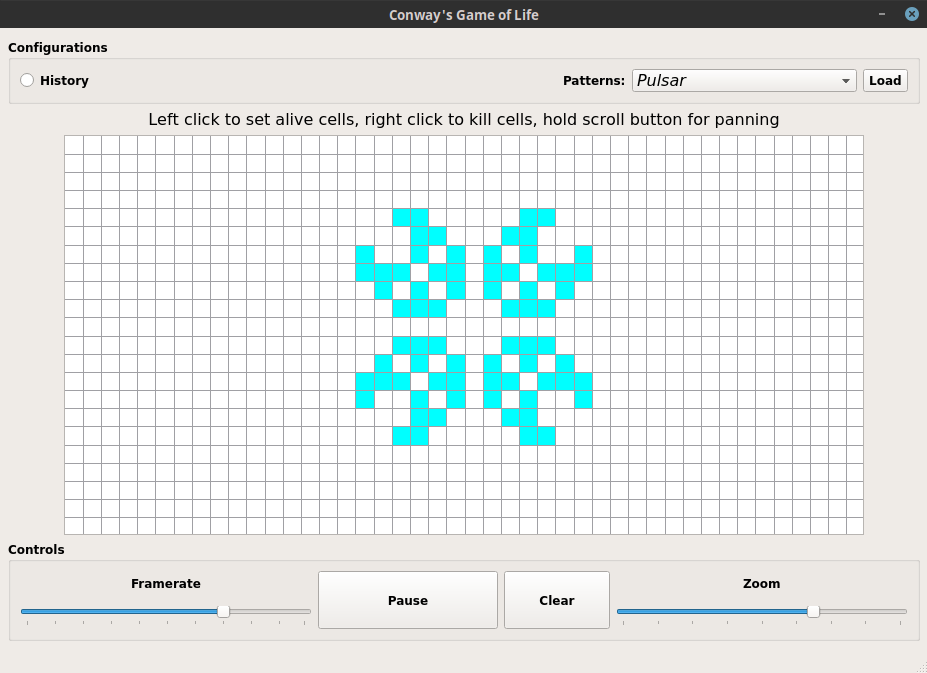 Conway's Game of Life
Configurations
History
Patterns: Pulsar Load
Left click to set alive cells, right click to kill cells, hold scroll button for panning
Controls
Framerate
Pause
Clear
Zoom